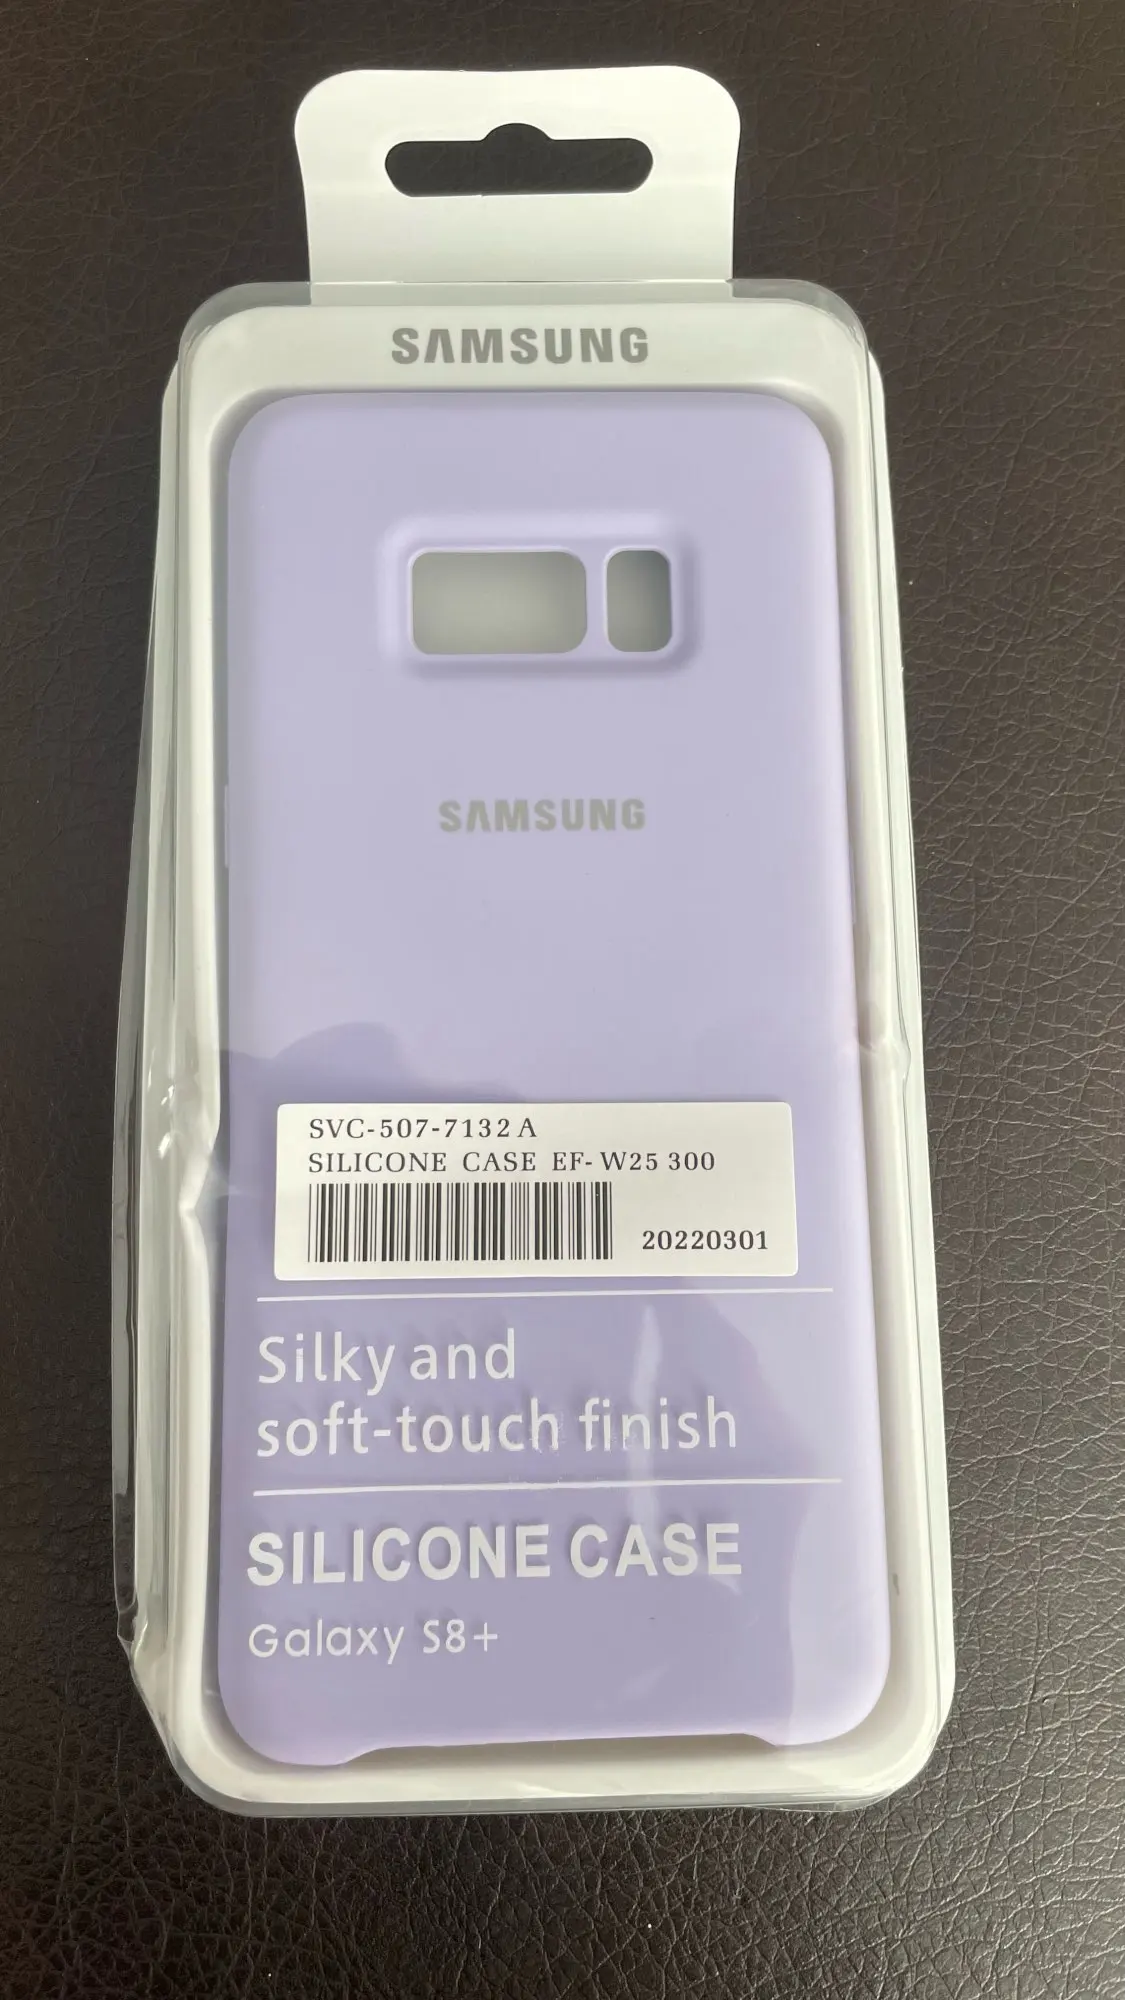 SAMSUNG
SAMSUNG
SVC-507-7132 A
SILICONE CASE EF- W25 300
20220301
Silky and
soft-touch finish
SILICONE CASE
Galaxy S8+